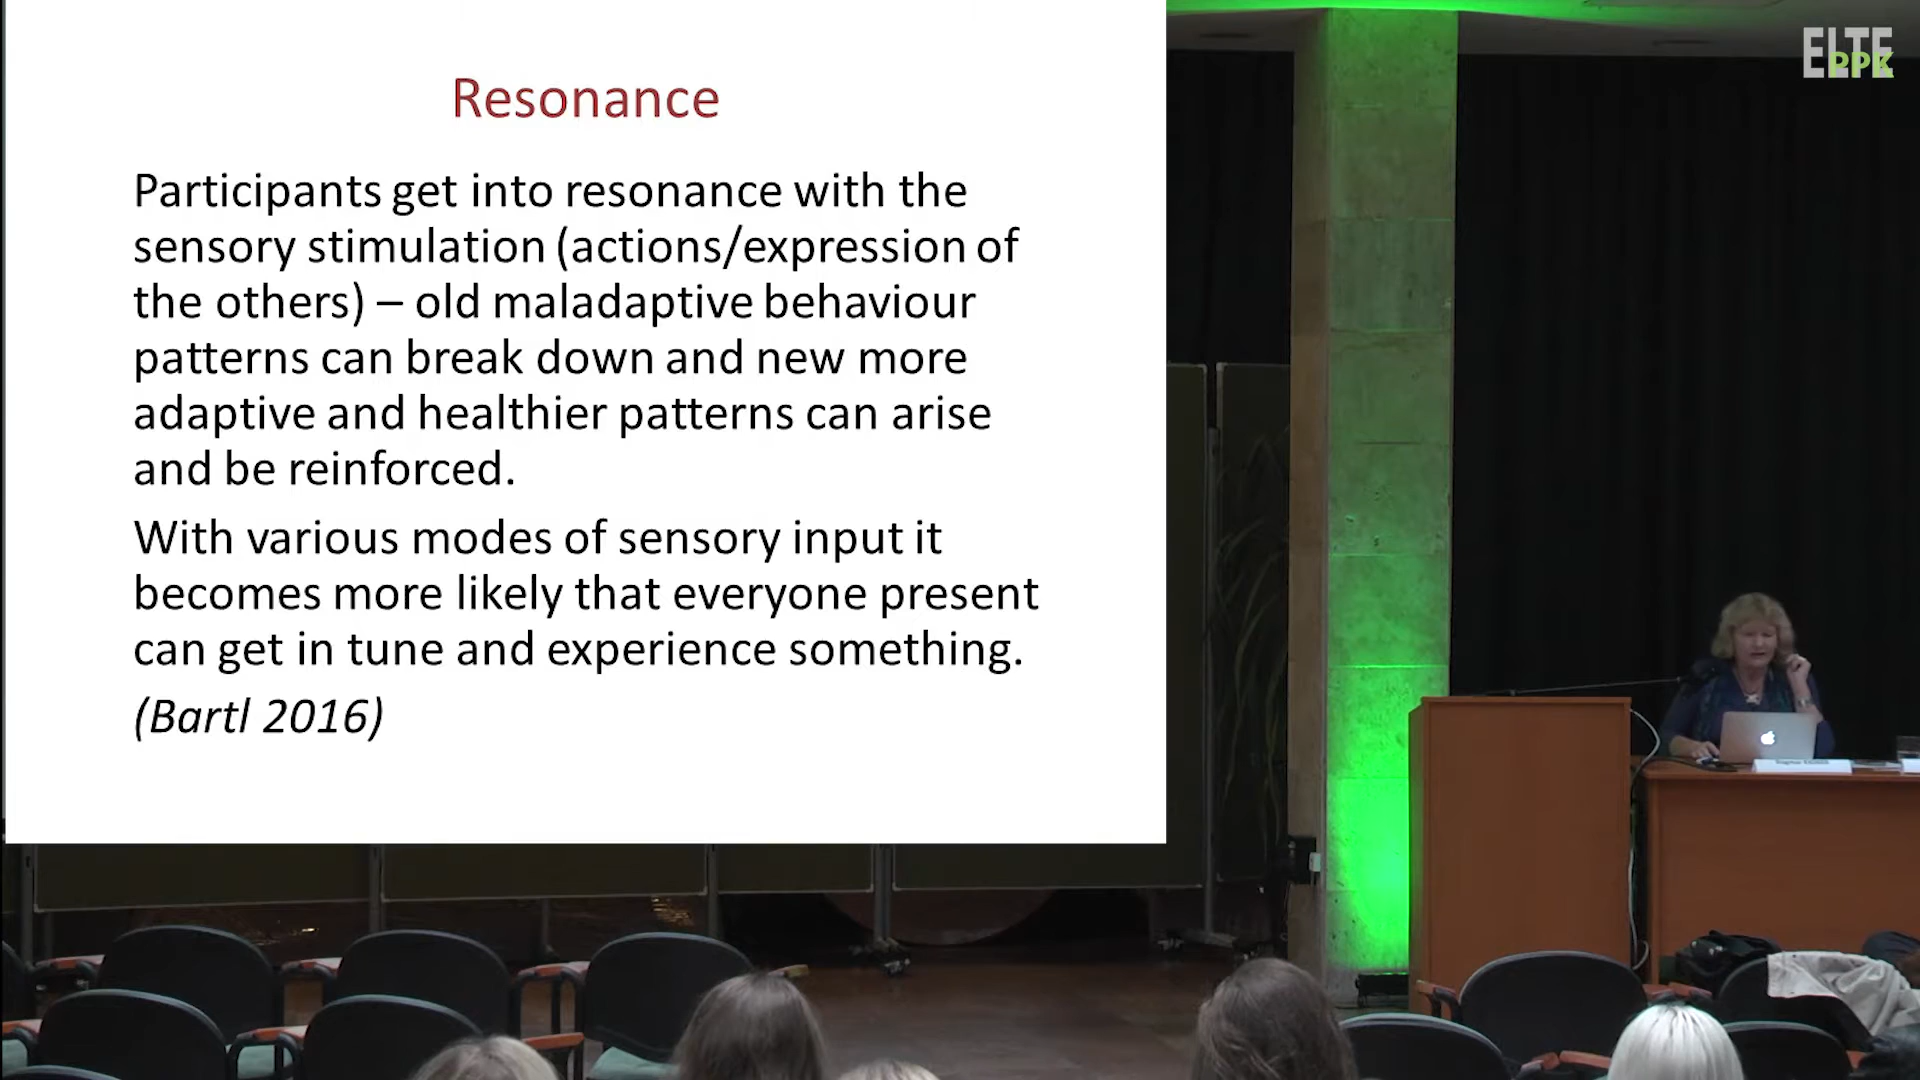 Resonance
Participants get into resonance with the
sensory stimulation (actions/expression of
the others) – old maladaptive behaviour
patterns can break down and new more
adaptive and healthier patterns can arise
and be reinforced.
With various modes of sensory input it
becomes more likely that everyone present
can get in tune and experience something.
(Bartl 2016)
ELTE
PPK